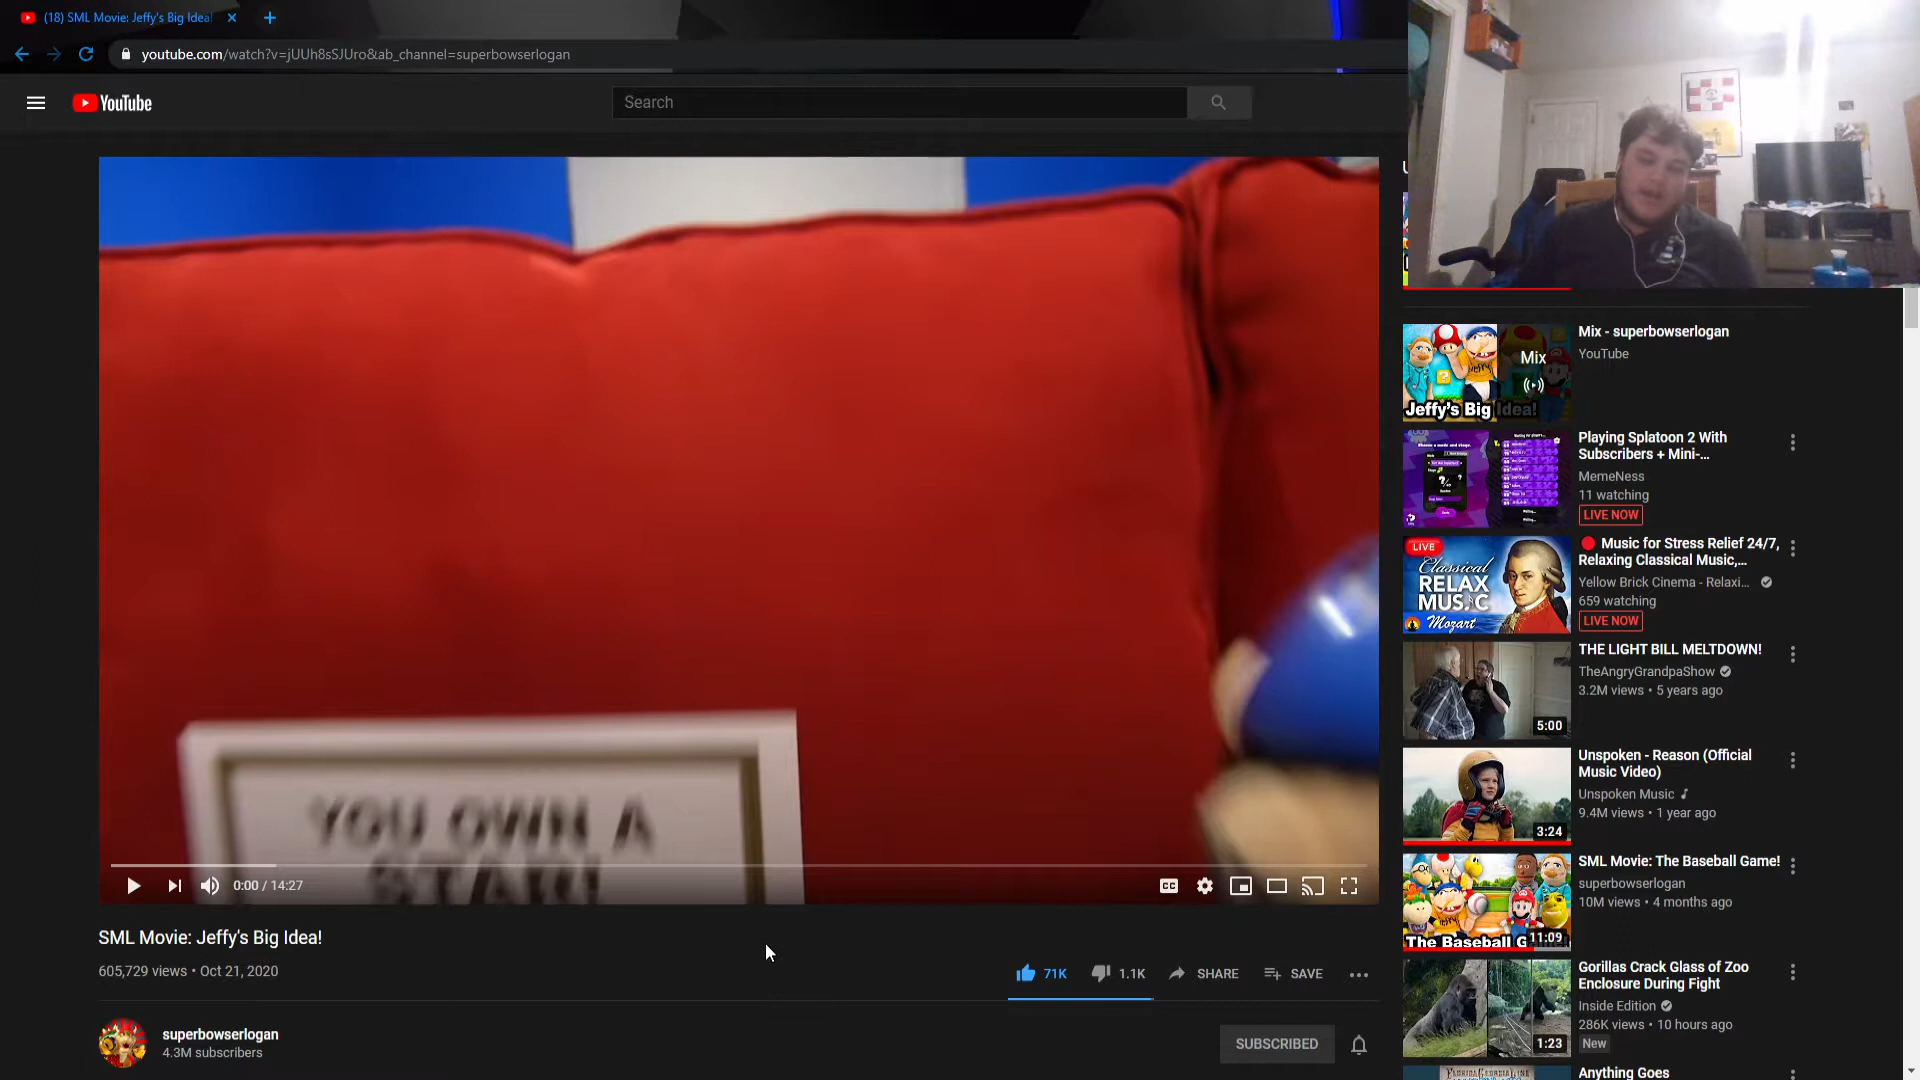 (18) SML Movie: Jeffy's Big Idea!
youtube.com/watch?v=jUUh8sSJUro&ab_channel=superbowserlogan
YouTube
Search
YOU OWN A
STAR!
0:00 / 14:27
CC
SML Movie: Jeffy's Big Idea!
605,729 views • Oct 21, 2020
71K
1.1K
SHARE
SAVE
superbowserlogan
4.3M subscribers
SUBSCRIBED
Jeffy's Big Idea!
Mix
Mix - superbowserlogan
YouTube
Playing Splatoon 2 With
Subscribers + Mini-...
MemeNess
11 watching
LIVE NOW
LIVE
Classical
RELAX
MUSIC
Mozart
Music for Stress Relief 24/7,
Relaxing Classical Music,...
Yellow Brick Cinema - Relaxi...
659 watching
LIVE NOW
5:00
THE LIGHT BILL MELTDOWN!
TheAngryGrandpaShow
3.2M views • 5 years ago
3:24
Unspoken - Reason (Official
Music Video)
Unspoken Music
9.4M views • 1 year ago
The Baseball G
11:09
SML Movie: The Baseball Game!
superbowserlogan
10M views • 4 months ago
1:23
Gorillas Crack Glass of Zoo
Enclosure During Fight
Inside Edition
286K views • 10 hours ago
New
Anything Goes